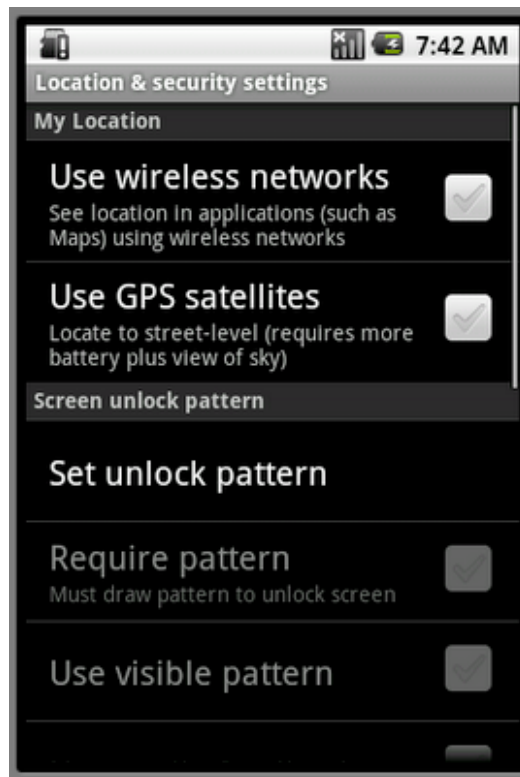 7:42 AM
Location & security settings
My Location
Use wireless networks
See location in applications (such as
Maps) using wireless networks
Use GPS satellites
Locate to street-level (requires more
battery plus view of sky)
Screen unlock pattern
Set unlock pattern
Require pattern
Must draw pattern to unlock screen
Use visible pattern